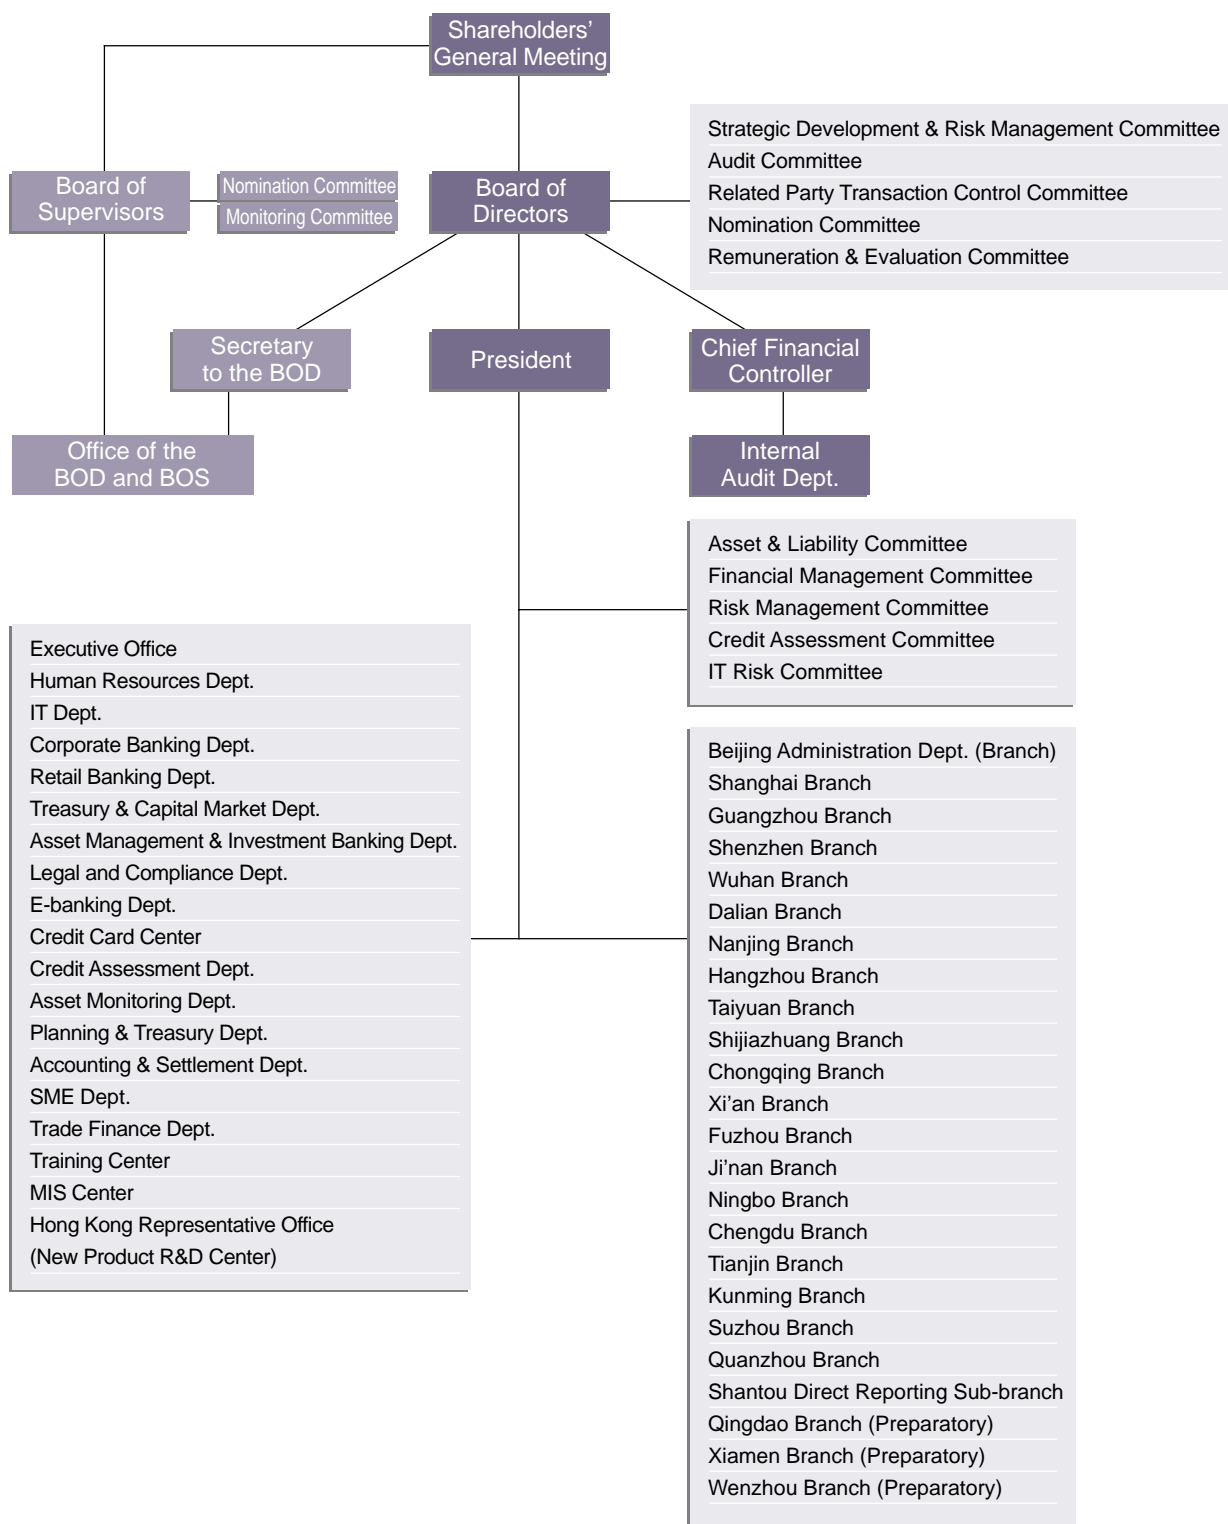 Shareholders’
General Meeting
Board of
Supervisors
Nomination Committee
Monitoring Committee
Board of
Directors
Strategic Development & Risk Management Committee
Audit Committee
Related Party Transaction Control Committee
Nomination Committee
Remuneration & Evaluation Committee
Secretary
to the BOD
President
Chief Financial
Controller
Office of the
BOD and BOS
Internal
Audit Dept.
Asset & Liability Committee
Financial Management Committee
Risk Management Committee
Credit Assessment Committee
IT Risk Committee
Executive Office
Human Resources Dept.
IT Dept.
Corporate Banking Dept.
Retail Banking Dept.
Treasury & Capital Market Dept.
Asset Management & Investment Banking Dept.
Legal and Compliance Dept.
E-banking Dept.
Credit Card Center
Credit Assessment Dept.
Asset Monitoring Dept.
Planning & Treasury Dept.
Accounting & Settlement Dept.
SME Dept.
Trade Finance Dept.
Training Center
MIS Center
Hong Kong Representative Office
(New Product R&D Center)
Beijing Administration Dept. (Branch)
Shanghai Branch
Guangzhou Branch
Shenzhen Branch
Wuhan Branch
Dalian Branch
Nanjing Branch
Hangzhou Branch
Taiyuan Branch
Shijiazhuang Branch
Chongqing Branch
Xi’an Branch
Fuzhou Branch
Ji’nan Branch
Ningbo Branch
Chengdu Branch
Tianjin Branch
Kunming Branch
Suzhou Branch
Quanzhou Branch
Shantou Direct Reporting Sub-branch
Qingdao Branch (Preparatory)
Xiamen Branch (Preparatory)
Wenzhou Branch (Preparatory)